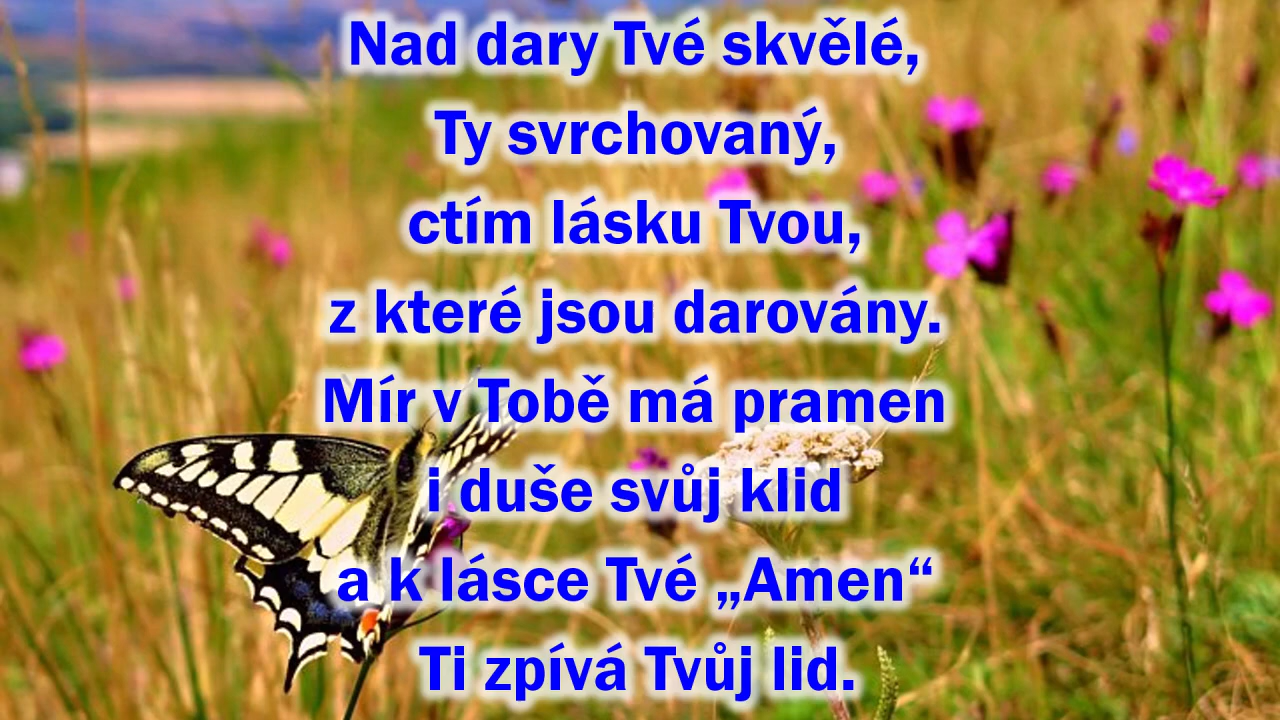 Nad dary Tvé skvělé,
Ty svrchovaný,
ctím lásku Tvou,
z které jsou darovány.
Mír v Tobě má pramen
i duše svůj klid
a k lásce Tvé „Amen“
Ti zpívá Tvůj lid.